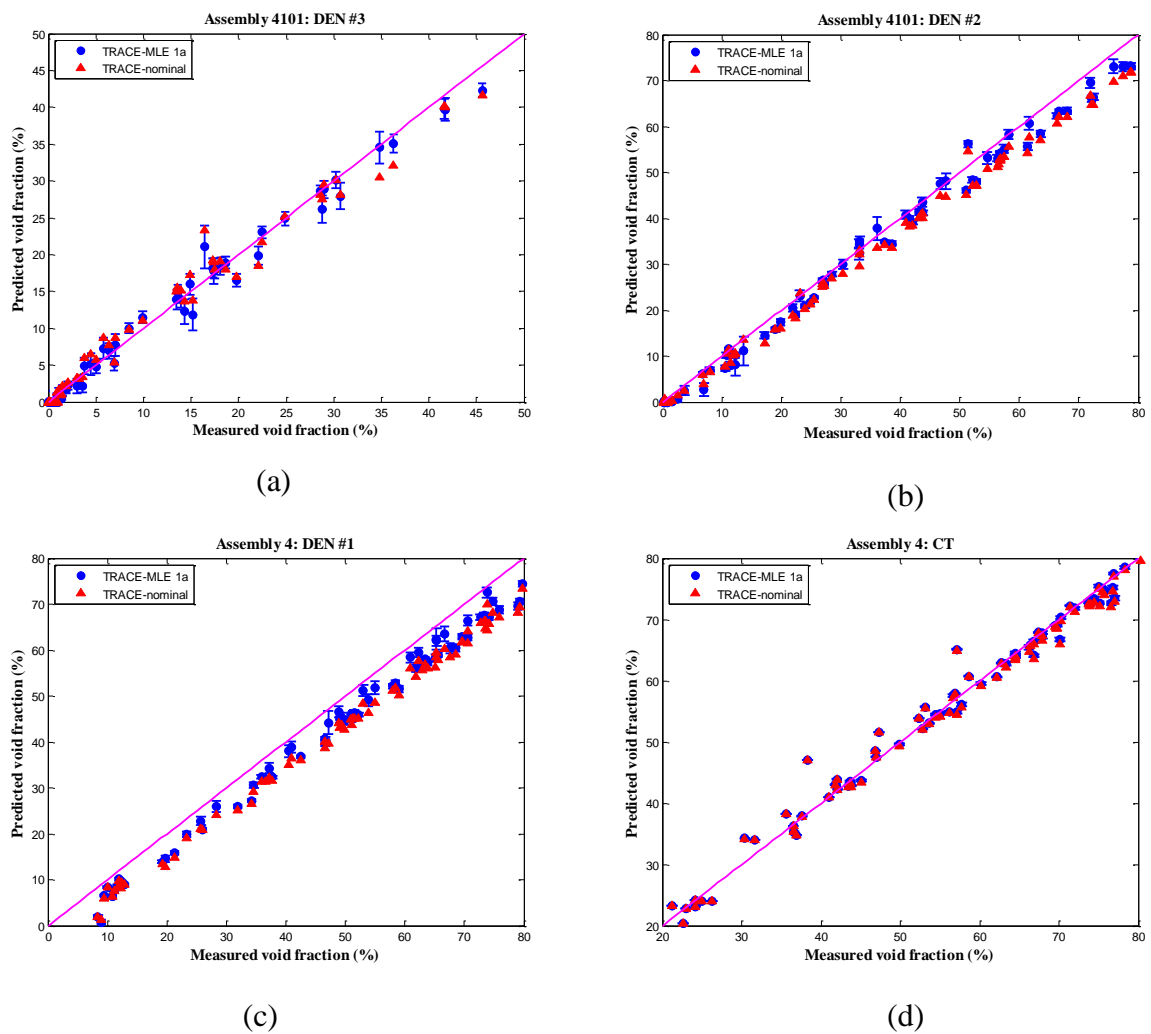 Assembly 4101: DEN #3
50
45
40
35
30
25
20
15
10
5
0
0 5 10 15 20 25 30 35 40 45 50
Predicted void fraction (%)
Measured void fraction (%)
TRACE-MLE 1a
TRACE-nominal
(a)
Assembly 4101: DEN #2
80
70
60
50
40
30
20
10
0
0 10 20 30 40 50 60 70 80
Predicted void fraction (%)
Measured void fraction (%)
TRACE-MLE 1a
TRACE-nominal
(b)
Assembly 4: DEN #1
80
70
60
50
40
30
20
10
0
0 10 20 30 40 50 60 70 80
Predicted void fraction (%)
Measured void fraction (%)
TRACE-MLE 1a
TRACE-nominal
(c)
Assembly 4: CT
80
70
60
50
40
30
20
20 30 40 50 60 70 80
Predicted void fraction (%)
Measured void fraction (%)
TRACE-MLE 1a
TRACE-nominal
(d)